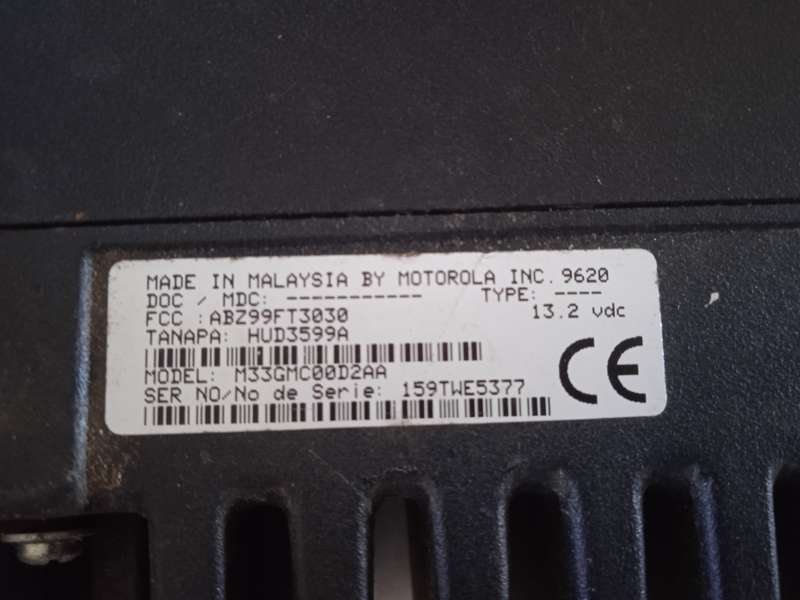 MADE IN MALAYSIA BY MOTOROLA INC. 9620
DOC / MDC: ----------- TYPE: ----
FCC : ABZ99FT3030 13.2 vdc
TANAPA: HUD3599A
MODEL: M33GMC00D2AA
SER NO/No de Serie: 159TWE5377
CE